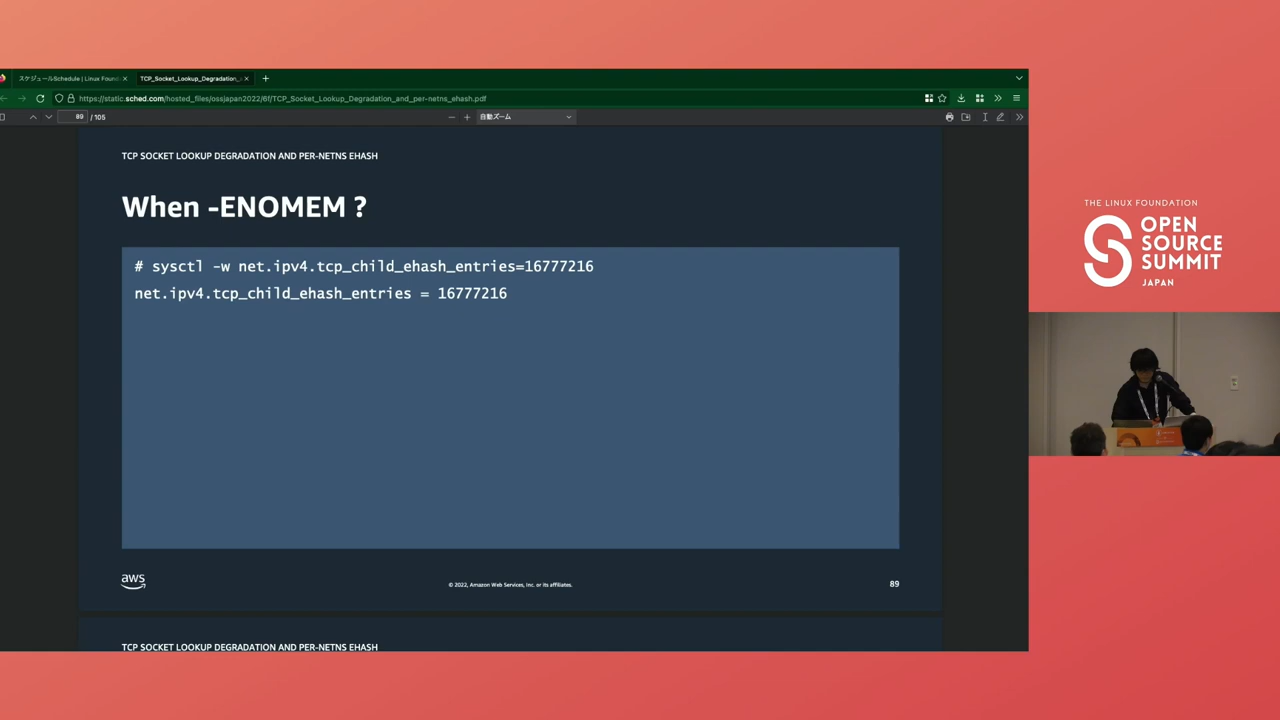 スケジュールSchedule | Linux Found
TCP_Socket_Lookup_Degradation_
https://static.sched.com/hosted_files/ossjapan2022/6f/TCP_Socket_Lookup_Degradation_and_per-netns_ehash.pdf
89 / 105
自動ズーム
TCP SOCKET LOOKUP DEGRADATION AND PER-NETNS EHASH
When -ENOMEM ?
# sysctl -w net.ipv4.tcp_child_ehash_entries=16777216
net.ipv4.tcp_child_ehash_entries = 16777216
aws
© 2022, Amazon Web Services, Inc. or its affiliates.
89
TCP SOCKET LOOKUP DEGRADATION AND PER-NETNS EHASH
THE LINUX FOUNDATION
OPEN
SOURCE
SUMMIT
JAPAN